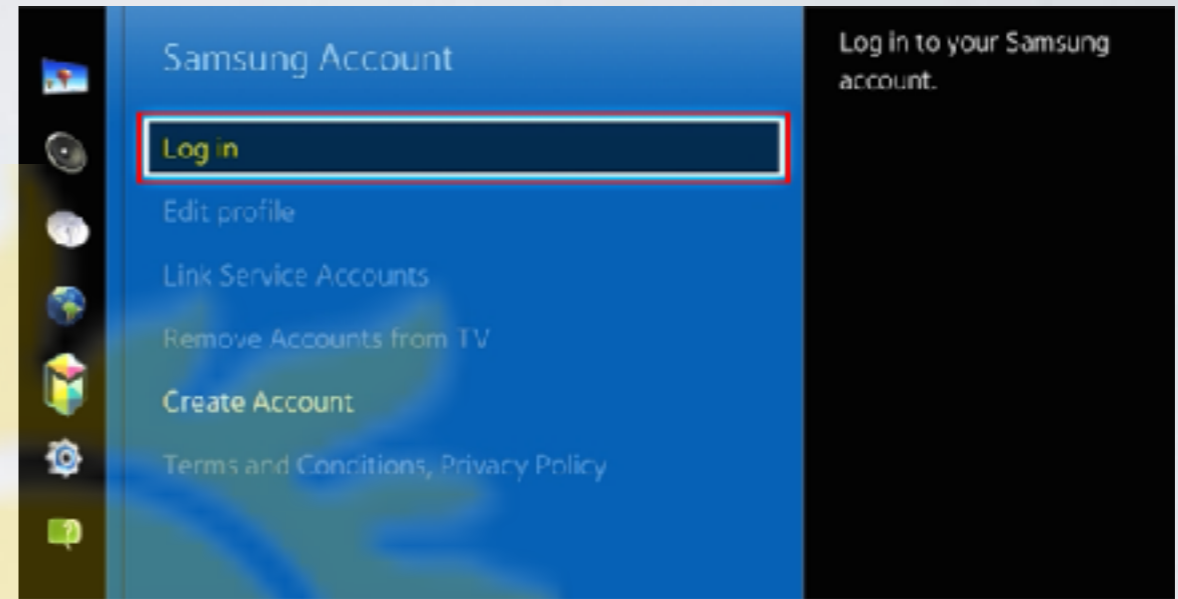 Samsung Account
Log in
Edit profile
Link Service Accounts
Remove Accounts from TV
Create Account
Terms and Conditions, Privacy Policy
Log in to your Samsung
account.